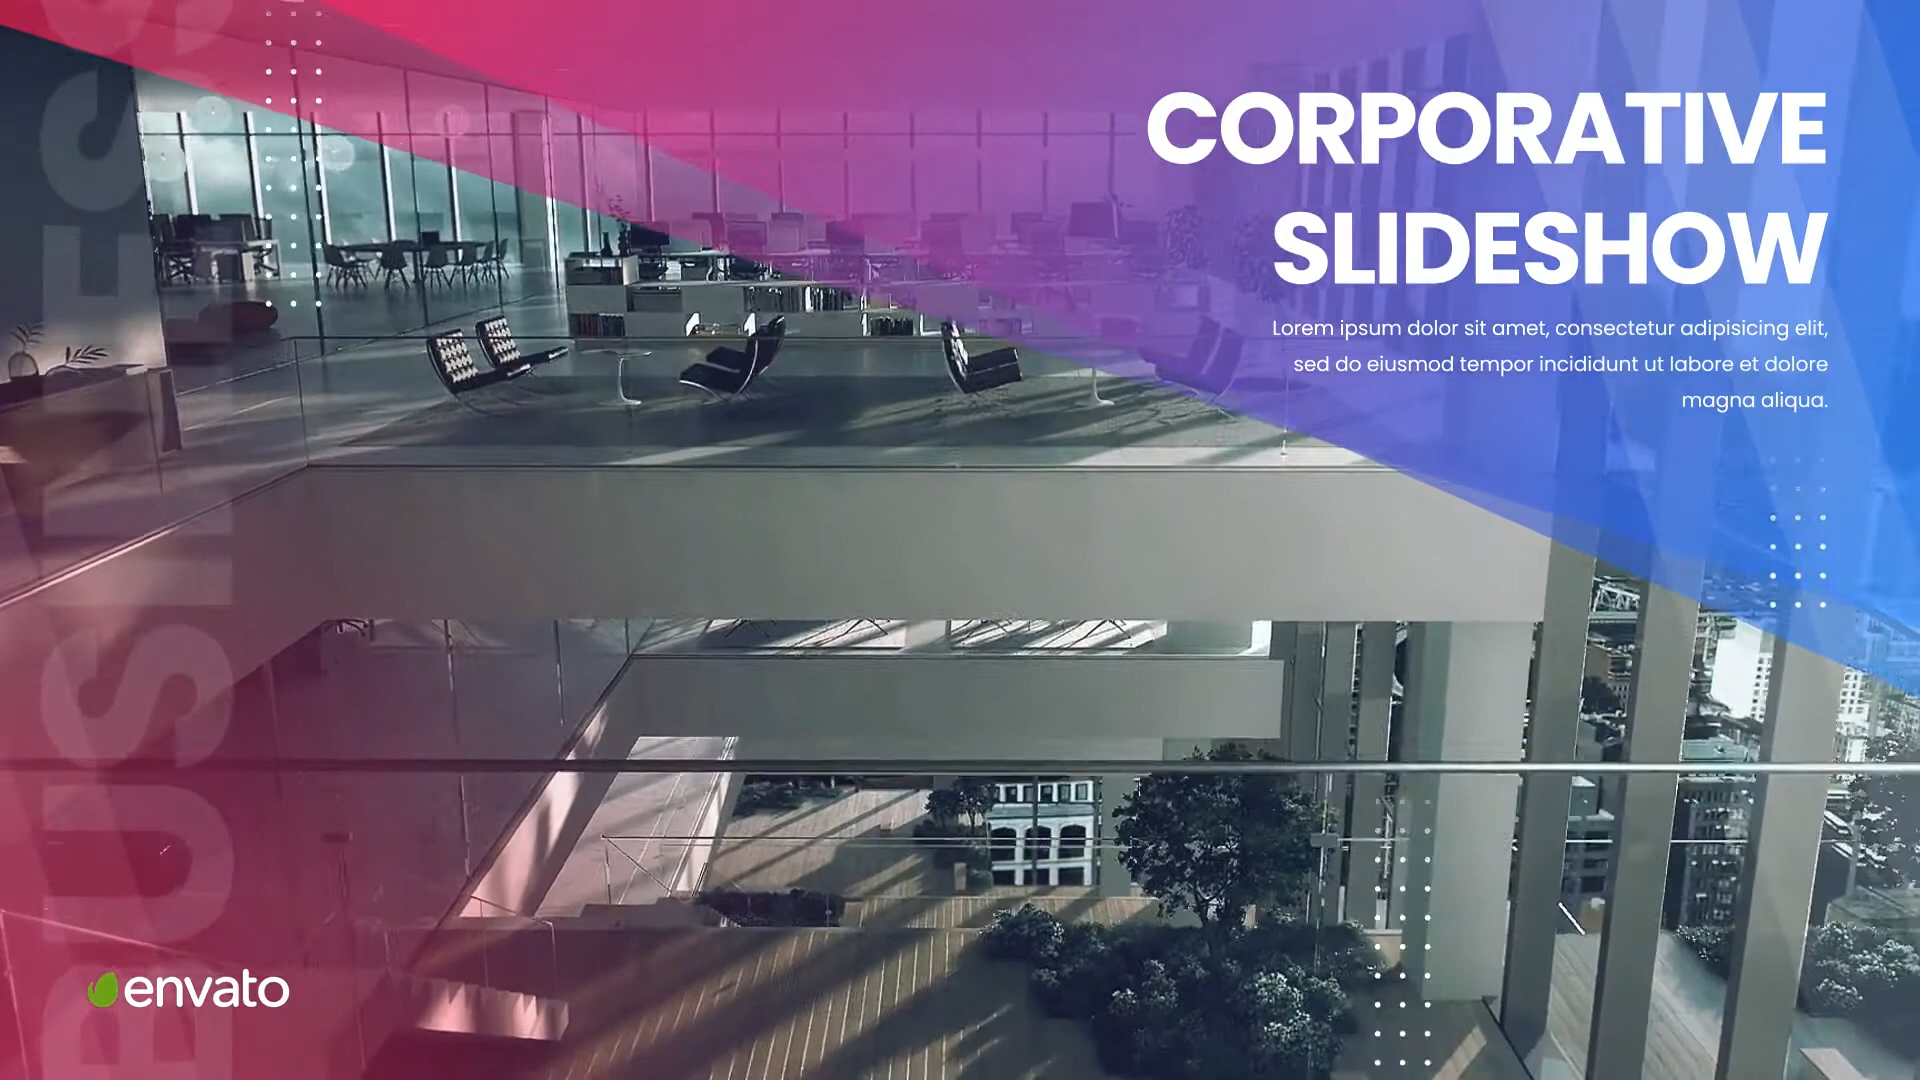 CORPORATIVE
SLIDESHOW
Lorem ipsum dolor sit amet, consectetur adipisicing elit,
sed do eiusmod tempor incididunt ut labore et dolore
magna aliqua.
BUSINESS
envato